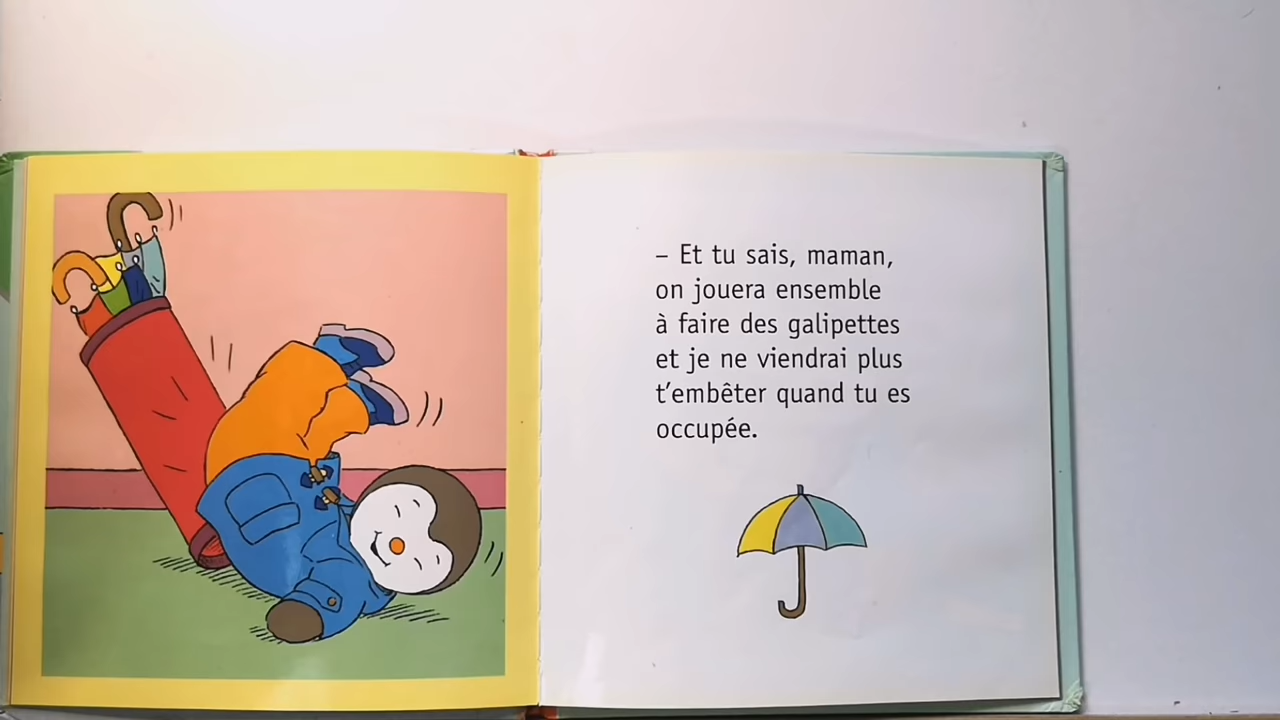 – Et tu sais, maman,
on jouera ensemble
à faire des galipettes
et je ne viendrai plus
t’embêter quand tu es
occupée.